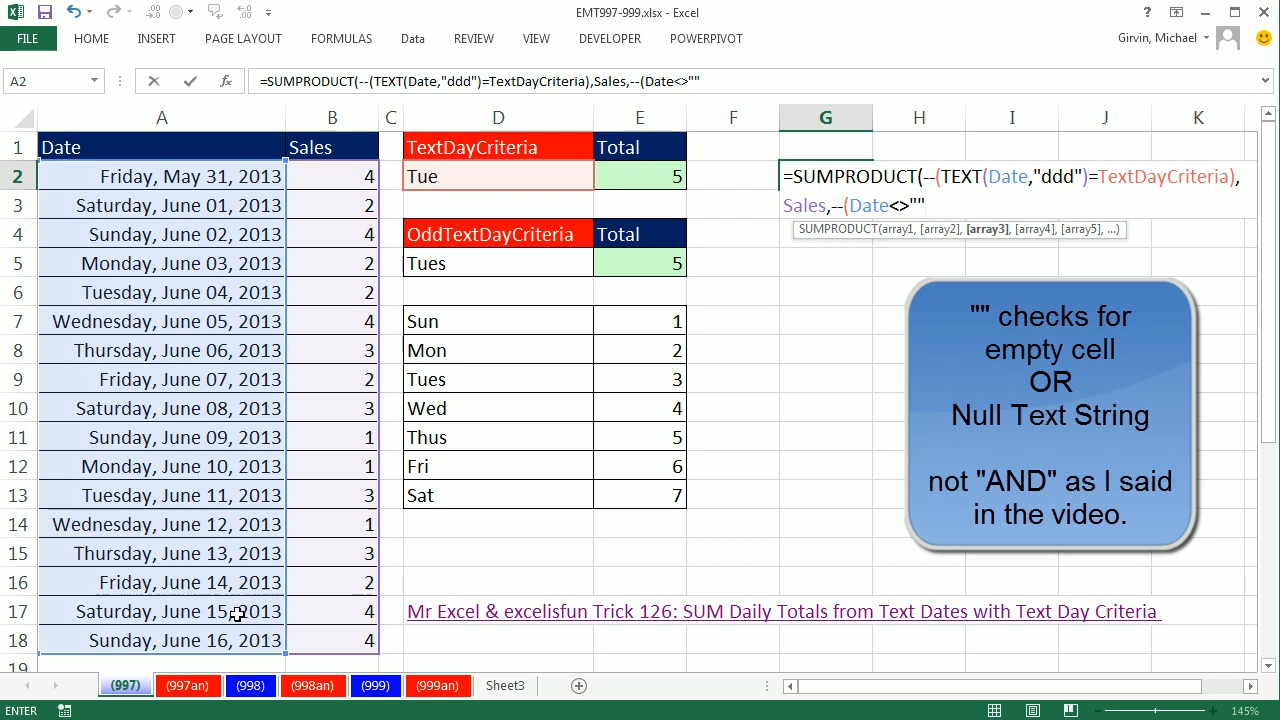 EMT997-999.xlsx - Excel
FILE HOME INSERT PAGE LAYOUT FORMULAS Data REVIEW VIEW DEVELOPER POWERPIVOT Girvin, Michael
A2 =SUMPRODUCT(--(TEXT(Date,"ddd")=TextDayCriteria),Sales,--(Date<>""
A B C D E F G H I J K
1 Date Sales TextDayCriteria Total
2 Friday, May 31, 2013 4 Tue 5 =SUMPRODUCT(--(TEXT(Date,"ddd")=TextDayCriteria),
3 Saturday, June 01, 2013 2 Sales,--(Date<>""
SUMPRODUCT(array1, [array2], [array3], [array4], [array5], ...)
4 Sunday, June 02, 2013 4 OddTextDayCriteria Total
5 Monday, June 03, 2013 2 Tues 5
6 Tuesday, June 04, 2013 2
7 Wednesday, June 05, 2013 4 Sun 1
8 Thursday, June 06, 2013 3 Mon 2
9 Friday, June 07, 2013 2 Tues 3
10 Saturday, June 08, 2013 3 Wed 4
11 Sunday, June 09, 2013 1 Thus 5
12 Monday, June 10, 2013 1 Fri 6
13 Tuesday, June 11, 2013 3 Sat 7
14 Wednesday, June 12, 2013 1
15 Thursday, June 13, 2013 3
16 Friday, June 14, 2013 2
17 Saturday, June 15, 2013 4 Mr Excel & excelisfun Trick 126: SUM Daily Totals from Text Dates with Text Day Criteria
18 Sunday, June 16, 2013 4
19
"" checks for
empty cell
OR
Null Text String
not "AND" as I said
in the video.
(997) (997an) (998) (998an) (999) (999an) Sheet3
ENTER 145%